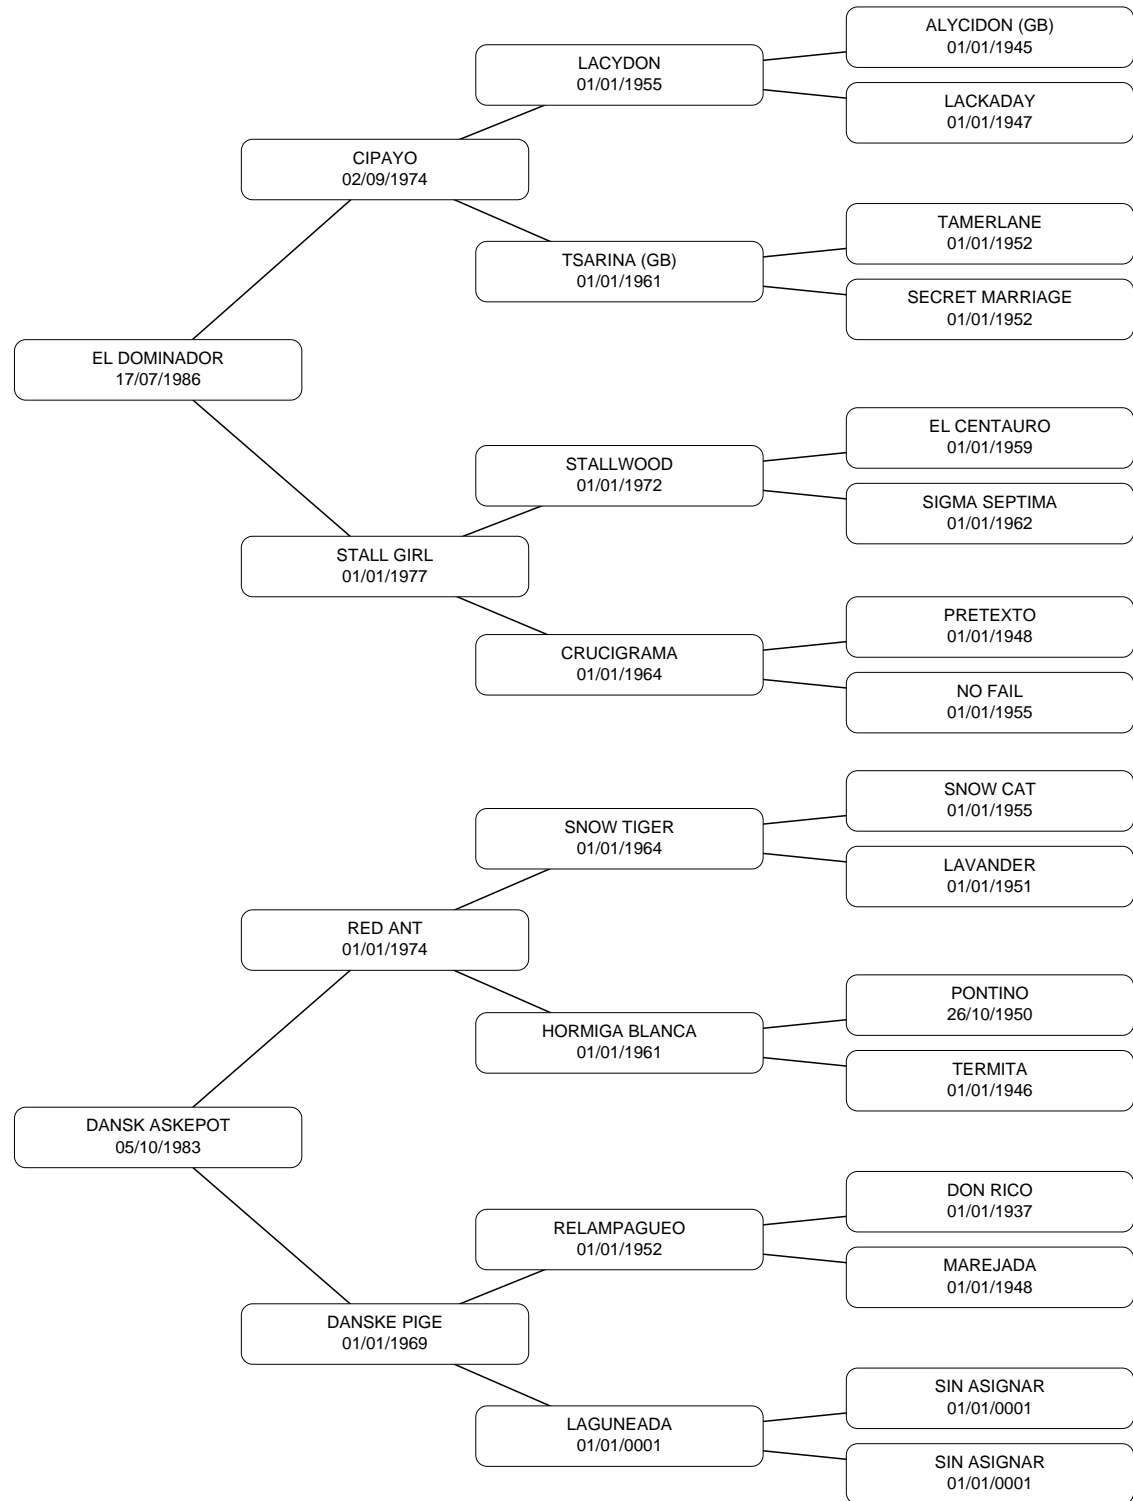 ALYCIDON (GB)
01/01/1945
LACYDON
01/01/1955
LACKADAY
01/01/1947
CIPAYO
02/09/1974
TAMERLANE
01/01/1952
TSARINA (GB)
01/01/1961
SECRET MARRIAGE
01/01/1952
EL DOMINADOR
17/07/1986
EL CENTAURO
01/01/1959
STALLWOOD
01/01/1972
SIGMA SEPTIMA
01/01/1962
STALL GIRL
01/01/1977
PRETEXTO
01/01/1948
CRUCIGRAMA
01/01/1964
NO FAIL
01/01/1955
SNOW CAT
01/01/1955
SNOW TIGER
01/01/1964
LAVANDER
01/01/1951
RED ANT
01/01/1974
PONTINO
26/10/1950
HORMIGA BLANCA
01/01/1961
TERMITA
01/01/1946
DANSK ASKEPOT
05/10/1983
DON RICO
01/01/1937
RELAMPAGUEO
01/01/1952
MAREJADA
01/01/1948
DANSKE PIGE
01/01/1969
SIN ASIGNAR
01/01/0001
LAGUNEADA
01/01/0001
SIN ASIGNAR
01/01/0001